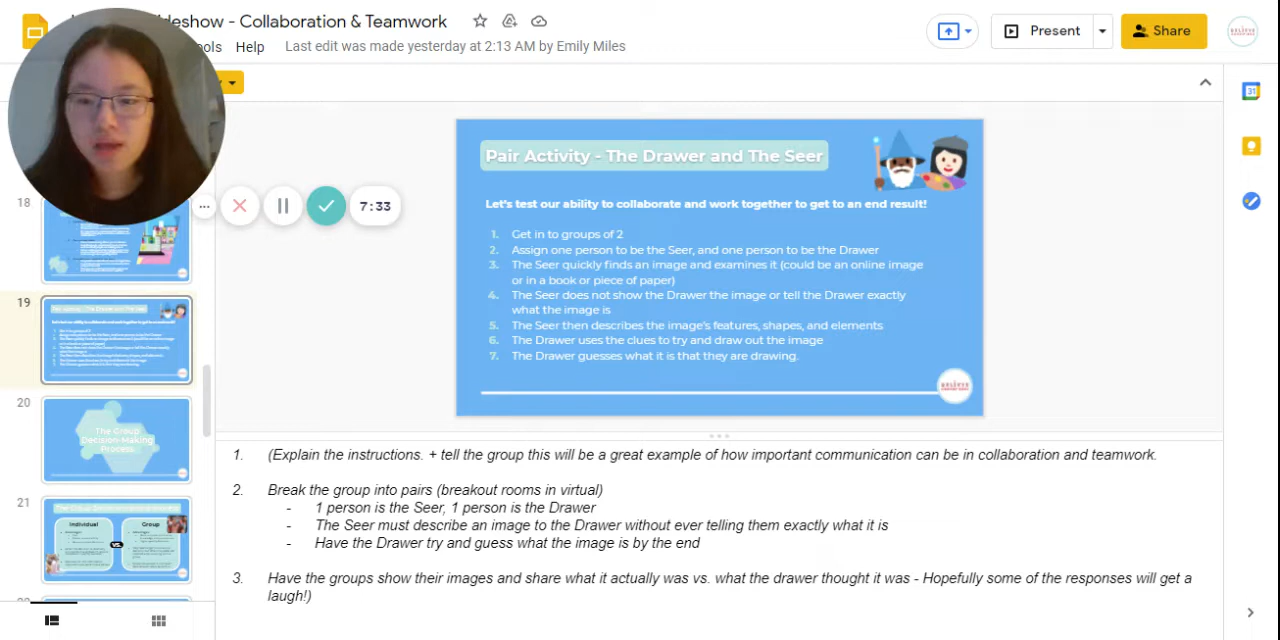 deshow - Collaboration & Teamwork
ools Help Last edit was made yesterday at 2:13 AM by Emily Miles
Present
Share
31
7:33
18
19
20
21
The Group
Decision-Making
Process
Individual
Group
VS.
Pair Activity - The Drawer and The Seer
Let's test our ability to collaborate and work together to get to an end result!
1. Get in to groups of 2
2. Assign one person to be the Seer, and one person to be the Drawer
3. The Seer quickly finds an image and examines it (could be an online image
or in a book or piece of paper)
4. The Seer does not show the Drawer the image or tell the Drawer exactly
what the image is
5. The Seer then describes the image's features, shapes, and elements
6. The Drawer uses the clues to try and draw out the image
7. The Drawer guesses what it is that they are drawing.
1. (Explain the instructions. + tell the group this will be a great example of how important communication can be in collaboration and teamwork.
2. Break the group into pairs (breakout rooms in virtual)
- 1 person is the Seer, 1 person is the Drawer
- The Seer must describe an image to the Drawer without ever telling them exactly what it is
- Have the Drawer try and guess what the image is by the end
3. Have the groups show their images and share what it actually was vs. what the drawer thought it was - Hopefully some of the responses will get a
laugh!)